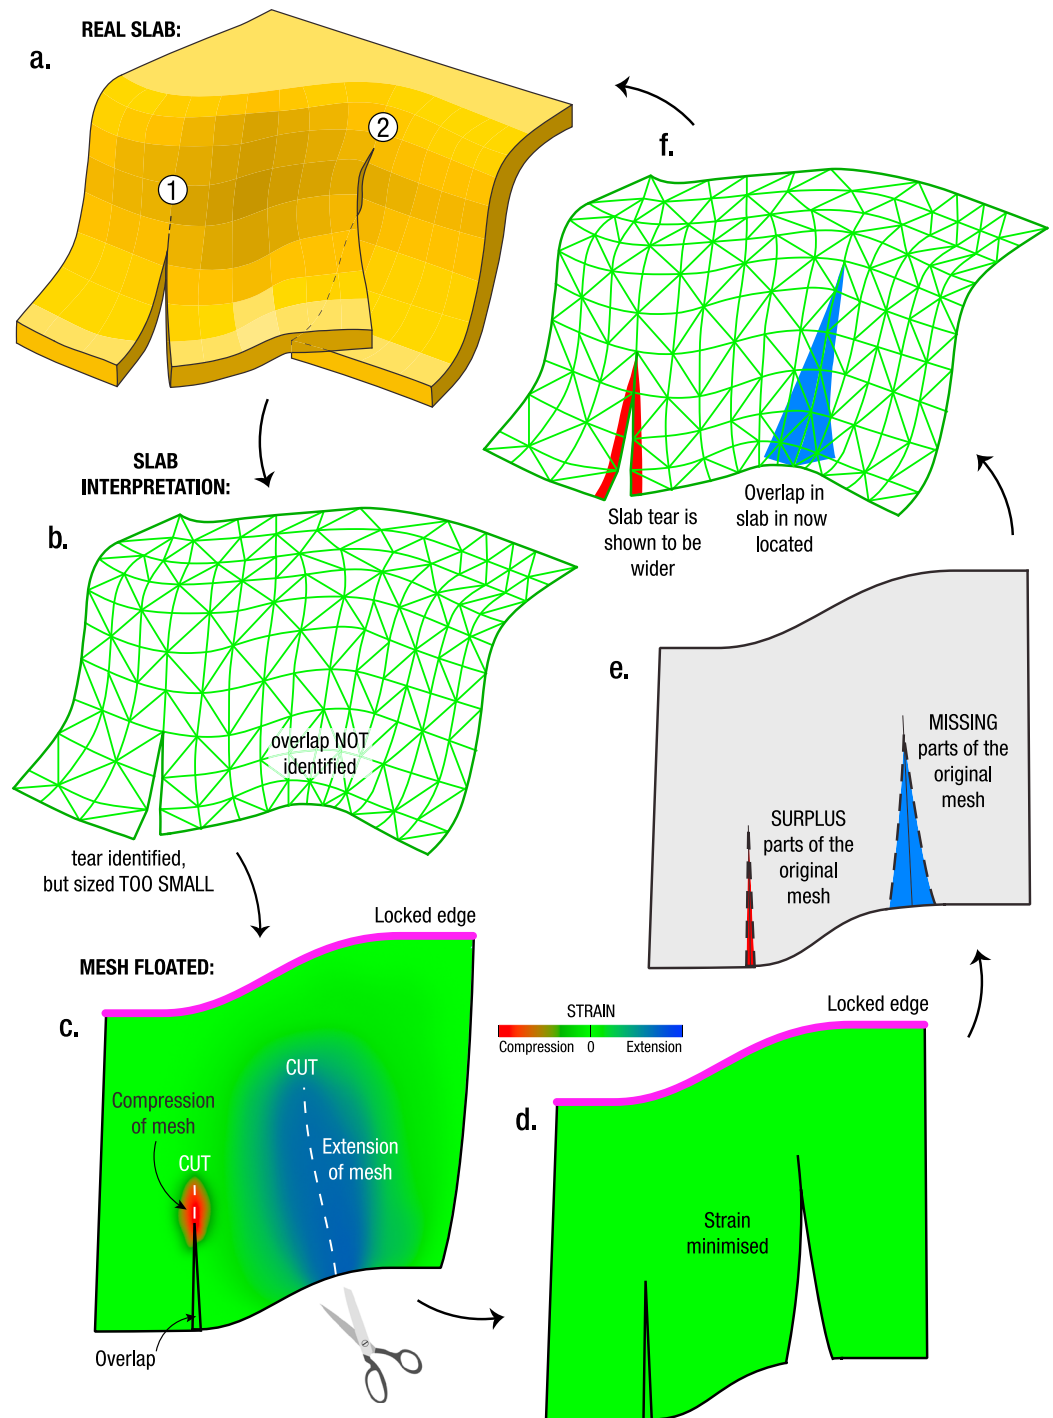 REAL SLAB:
a.
1
2
f.
Slab tear is
shown to be
wider
Overlap in
slab in now
located
SLAB
INTERPRETATION:
b.
overlap NOT
identified
tear identified,
but sized TOO SMALL
e.
MISSING
parts of the
original
mesh
SURPLUS
parts of the
original
mesh
MESH FLOATED:
Locked edge
c.
CUT
Compression
of mesh
CUT
Extension
of mesh
Overlap
STRAIN
Compression 0 Extension
Locked edge
d.
Strain
minimised